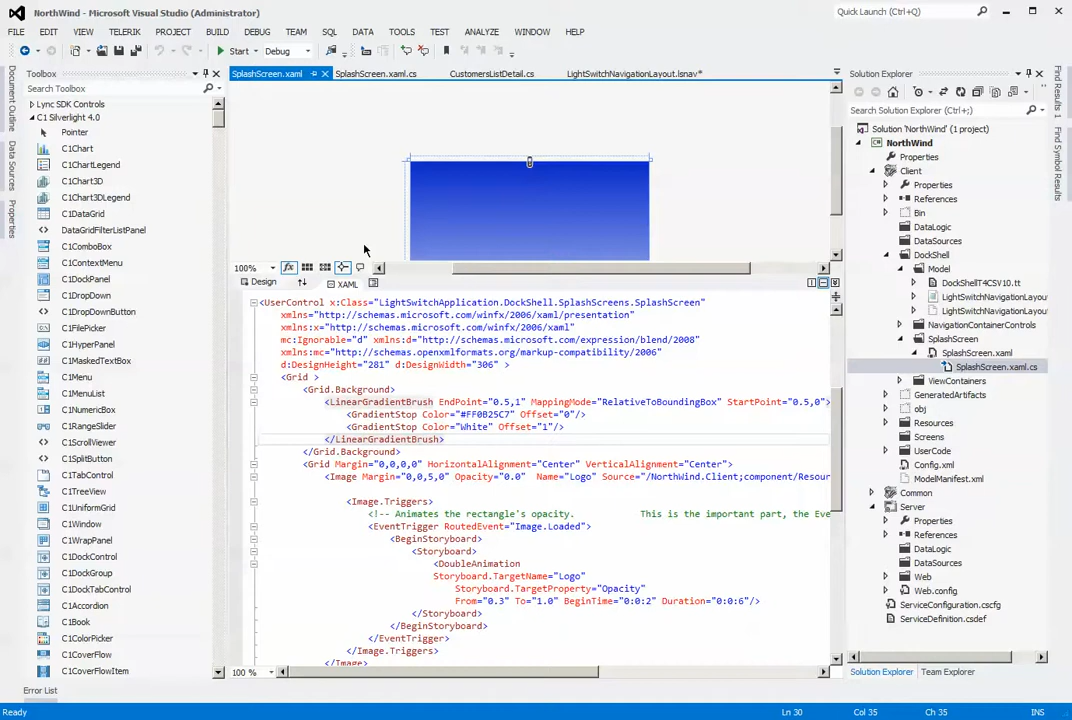 NorthWind - Microsoft Visual Studio (Administrator)
Quick Launch (Ctrl+Q)
FILE EDIT VIEW TELERIK PROJECT BUILD DEBUG TEAM SQL DATA TOOLS TEST ANALYZE WINDOW HELP
Start Debug
Document Outline
Data Sources
Properties
Toolbox
Search Toolbox
Lync SDK Controls
C1 Silverlight 4.0
Pointer
C1Chart
C1ChartLegend
C1Chart3D
C1Chart3DLegend
C1DataGrid
DataGridFilterListPanel
C1ComboBox
C1ContextMenu
C1DockPanel
C1DropDown
C1DropDownButton
C1FilePicker
C1HyperPanel
C1MaskedTextBox
C1Menu
C1MenuList
C1NumericBox
C1RangeSlider
C1ScrollViewer
C1SplitButton
C1TabControl
C1TreeView
C1UniformGrid
C1Window
C1WrapPanel
C1DockControl
C1DockGroup
C1DockTabControl
C1Accordion
C1Book
C1ColorPicker
C1CoverFlow
C1CoverFlowItem
SplashScreen.xaml
SplashScreen.xaml.cs
CustomersListDetail.cs
LightSwitchNavigationLayout.lsnav*
100%
Design
XAML
<UserControl x:Class="LightSwitchApplication.DockShell.SplashScreens.SplashScreen"
xmlns="http://schemas.microsoft.com/winfx/2006/xaml/presentation"
xmlns:x="http://schemas.microsoft.com/winfx/2006/xaml"
mc:Ignorable="d" xmlns:d="http://schemas.microsoft.com/expression/blend/2008"
xmlns:mc="http://schemas.openxmlformats.org/markup-compatibility/2006"
d:DesignHeight="281" d:DesignWidth="306" >
<Grid >
<Grid.Background>
<LinearGradientBrush EndPoint="0.5,1" MappingMode="RelativeToBoundingBox" StartPoint="0.5,0">
<GradientStop Color="#FF0B25C7" Offset="0"/>
<GradientStop Color="White" Offset="1"/>
</LinearGradientBrush>
</Grid.Background>
<Grid Margin="0,0,0,0" HorizontalAlignment="Center" VerticalAlignment="Center">
<Image Margin="0,0,5,0" Opacity="0.0" Name="Logo" Source="/NorthWind.Client;component/Resour
<Image.Triggers>
<!-- Animates the rectangle's opacity. This is the important part, the Eve
<EventTrigger RoutedEvent="Image.Loaded">
<BeginStoryboard>
<Storyboard>
<DoubleAnimation
Storyboard.TargetName="Logo"
Storyboard.TargetProperty="Opacity"
From="0.3" To="1.0" BeginTime="0:0:2" Duration="0:0:6"/>
</Storyboard>
</BeginStoryboard>
</EventTrigger>
</Image.Triggers>
</Image>
100 %
Solution Explorer
Search Solution Explorer (Ctrl+;)
Solution 'NorthWind' (1 project)
NorthWind
Properties
Client
Properties
References
Bin
DataLogic
DataSources
DockShell
Model
DockShellT4CSV10.tt
LightSwitchNavigationLayou
LightSwitchNavigationLayou
NavigationContainerControls
SplashScreen
SplashScreen.xaml
SplashScreen.xaml.cs
ViewContainers
GeneratedArtifacts
obj
Resources
Screens
UserCode
Config.xml
ModelManifest.xml
Common
Server
Properties
References
DataLogic
DataSources
Web
Web.config
ServiceConfiguration.cscfg
ServiceDefinition.csdef
Solution Explorer
Team Explorer
Find Results 1
Find Symbol Results
Error List
Ready
Ln 30
Col 35
Ch 35
INS